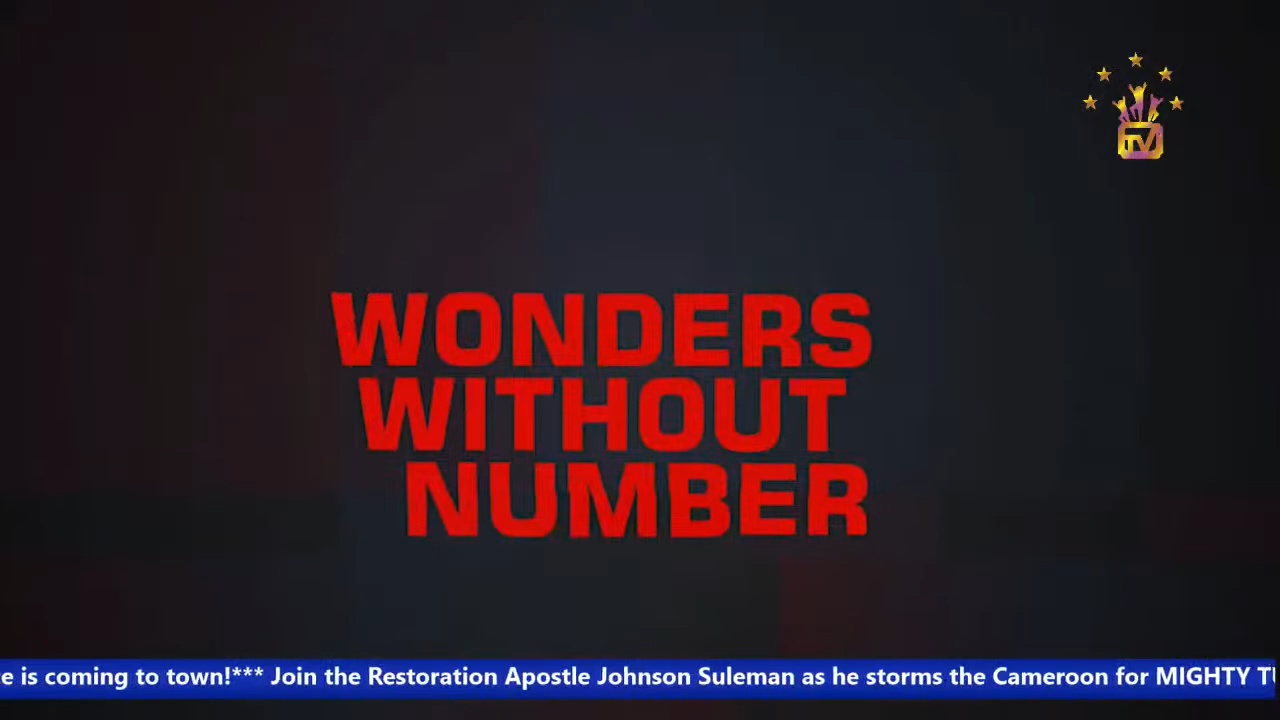 TV
WONDERS
WITHOUT
NUMBER
is coming to town!*** Join the Restoration Apostle Johnson Suleman as he storms the Cameroon for MIGHTY